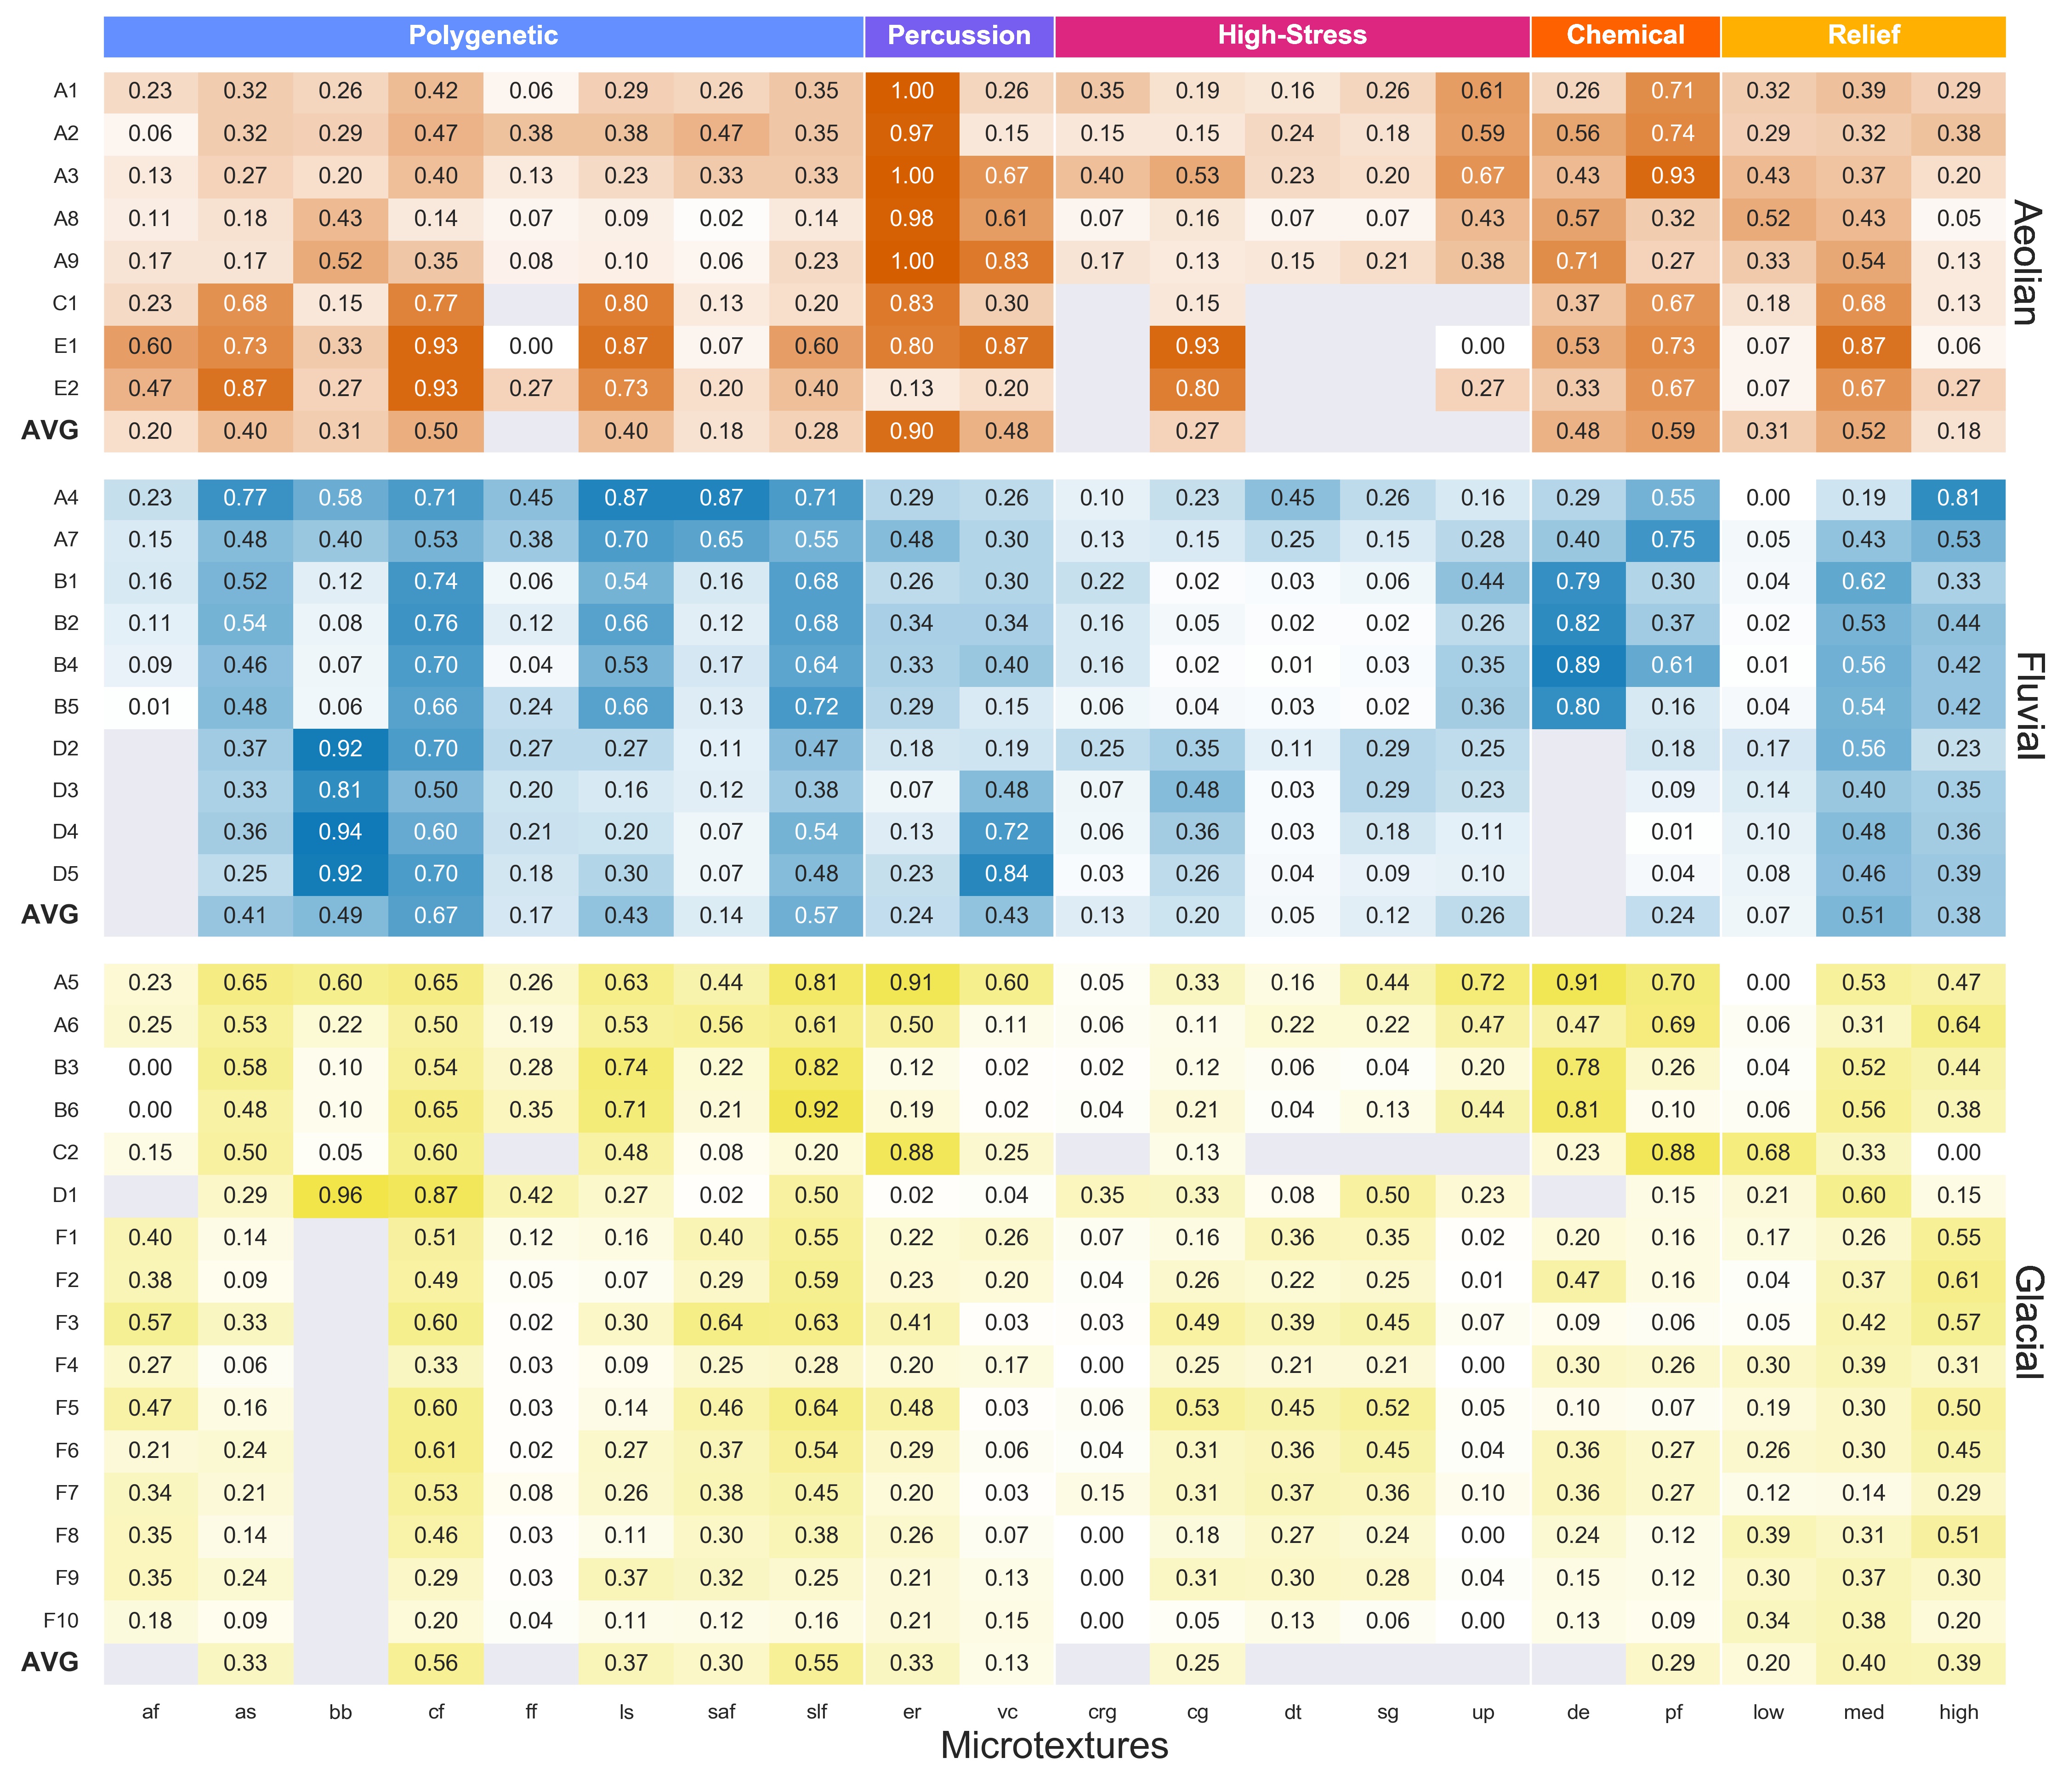 Polygenetic Percussion High-Stress Chemical Relief
A1 0.23 0.32 0.26 0.42 0.06 0.29 0.26 0.35 1.00 0.26 0.35 0.19 0.16 0.26 0.61 0.26 0.71 0.32 0.39 0.29
A2 0.06 0.32 0.29 0.47 0.38 0.38 0.47 0.35 0.97 0.15 0.15 0.15 0.24 0.18 0.59 0.56 0.74 0.29 0.32 0.38
A3 0.13 0.27 0.20 0.40 0.13 0.23 0.33 0.33 1.00 0.67 0.40 0.53 0.23 0.20 0.67 0.43 0.93 0.43 0.37 0.20
A8 0.11 0.18 0.43 0.14 0.07 0.09 0.02 0.14 0.98 0.61 0.07 0.16 0.07 0.07 0.43 0.57 0.32 0.52 0.43 0.05
A9 0.17 0.17 0.52 0.35 0.08 0.10 0.06 0.23 1.00 0.83 0.17 0.13 0.15 0.21 0.38 0.71 0.27 0.33 0.54 0.13
C1 0.23 0.68 0.15 0.77 0.80 0.13 0.20 0.83 0.30 0.15 0.37 0.67 0.18 0.68 0.13
E1 0.60 0.73 0.33 0.93 0.00 0.87 0.07 0.60 0.80 0.87 0.93 0.00 0.53 0.73 0.07 0.87 0.06
E2 0.47 0.87 0.27 0.93 0.27 0.73 0.20 0.40 0.13 0.20 0.80 0.27 0.33 0.67 0.07 0.67 0.27
AVG 0.20 0.40 0.31 0.50 0.40 0.18 0.28 0.90 0.48 0.27 0.48 0.59 0.31 0.52 0.18
Aeolian
A4 0.23 0.77 0.58 0.71 0.45 0.87 0.87 0.71 0.29 0.26 0.10 0.23 0.45 0.26 0.16 0.29 0.55 0.00 0.19 0.81
A7 0.15 0.48 0.40 0.53 0.38 0.70 0.65 0.55 0.48 0.30 0.13 0.15 0.25 0.15 0.28 0.40 0.75 0.05 0.43 0.53
B1 0.16 0.52 0.12 0.74 0.06 0.54 0.16 0.68 0.26 0.30 0.22 0.02 0.03 0.06 0.44 0.79 0.30 0.04 0.62 0.33
B2 0.11 0.54 0.08 0.76 0.12 0.66 0.12 0.68 0.34 0.34 0.16 0.05 0.02 0.02 0.26 0.82 0.37 0.02 0.53 0.44
B4 0.09 0.46 0.07 0.70 0.04 0.53 0.17 0.64 0.33 0.40 0.16 0.02 0.01 0.03 0.35 0.89 0.61 0.01 0.56 0.42
B5 0.01 0.48 0.06 0.66 0.24 0.66 0.13 0.72 0.29 0.15 0.06 0.04 0.03 0.02 0.36 0.80 0.16 0.04 0.54 0.42
D2 0.37 0.92 0.70 0.27 0.27 0.11 0.47 0.18 0.19 0.25 0.35 0.11 0.29 0.25 0.18 0.17 0.56 0.23
D3 0.33 0.81 0.50 0.20 0.16 0.12 0.38 0.07 0.48 0.07 0.48 0.03 0.29 0.23 0.09 0.14 0.40 0.35
D4 0.36 0.94 0.60 0.21 0.20 0.07 0.54 0.13 0.72 0.06 0.36 0.03 0.18 0.11 0.01 0.10 0.48 0.36
D5 0.25 0.92 0.70 0.18 0.30 0.07 0.48 0.23 0.84 0.03 0.26 0.04 0.09 0.10 0.04 0.08 0.46 0.39
AVG 0.41 0.49 0.67 0.17 0.43 0.14 0.57 0.24 0.43 0.13 0.20 0.05 0.12 0.26 0.24 0.07 0.51 0.38
Fluvial
A5 0.23 0.65 0.60 0.65 0.26 0.63 0.44 0.81 0.91 0.60 0.05 0.33 0.16 0.44 0.72 0.91 0.70 0.00 0.53 0.47
A6 0.25 0.53 0.22 0.50 0.19 0.53 0.56 0.61 0.50 0.11 0.06 0.11 0.22 0.22 0.47 0.47 0.69 0.06 0.31 0.64
B3 0.00 0.58 0.10 0.54 0.28 0.74 0.22 0.82 0.12 0.02 0.02 0.12 0.06 0.04 0.20 0.78 0.26 0.04 0.52 0.44
B6 0.00 0.48 0.10 0.65 0.35 0.71 0.21 0.92 0.19 0.02 0.04 0.21 0.04 0.13 0.44 0.81 0.10 0.06 0.56 0.38
C2 0.15 0.50 0.05 0.60 0.48 0.08 0.20 0.88 0.25 0.13 0.23 0.88 0.68 0.33 0.00
D1 0.29 0.96 0.87 0.42 0.27 0.02 0.50 0.02 0.04 0.35 0.33 0.08 0.50 0.23 0.15 0.21 0.60 0.15
F1 0.40 0.14 0.51 0.12 0.16 0.40 0.55 0.22 0.26 0.07 0.16 0.36 0.35 0.02 0.20 0.16 0.17 0.26 0.55
F2 0.38 0.09 0.49 0.05 0.07 0.29 0.59 0.23 0.20 0.04 0.26 0.22 0.25 0.01 0.47 0.16 0.04 0.37 0.61
F3 0.57 0.33 0.60 0.02 0.30 0.64 0.63 0.41 0.03 0.03 0.49 0.39 0.45 0.07 0.09 0.06 0.05 0.42 0.57
F4 0.27 0.06 0.33 0.03 0.09 0.25 0.28 0.20 0.17 0.00 0.25 0.21 0.21 0.00 0.30 0.26 0.30 0.39 0.31
F5 0.47 0.16 0.60 0.03 0.14 0.46 0.64 0.48 0.03 0.06 0.53 0.45 0.52 0.05 0.10 0.07 0.19 0.30 0.50
F6 0.21 0.24 0.61 0.02 0.27 0.37 0.54 0.29 0.06 0.04 0.31 0.36 0.45 0.04 0.36 0.27 0.26 0.30 0.45
F7 0.34 0.21 0.53 0.08 0.26 0.38 0.45 0.20 0.03 0.15 0.31 0.37 0.36 0.10 0.36 0.27 0.12 0.14 0.29
F8 0.35 0.14 0.46 0.03 0.11 0.30 0.38 0.26 0.07 0.00 0.18 0.27 0.24 0.00 0.24 0.12 0.39 0.31 0.51
F9 0.35 0.24 0.29 0.03 0.37 0.32 0.25 0.21 0.13 0.00 0.31 0.30 0.28 0.04 0.15 0.12 0.30 0.37 0.30
F10 0.18 0.09 0.20 0.04 0.11 0.12 0.16 0.21 0.15 0.00 0.05 0.13 0.06 0.00 0.13 0.09 0.34 0.38 0.20
AVG 0.33 0.56 0.37 0.30 0.55 0.33 0.13 0.25 0.29 0.20 0.40 0.39
Glacial
af as bb cf ff ls saf slf er vc crg cg dt sg up de pf low med high
Microtextures